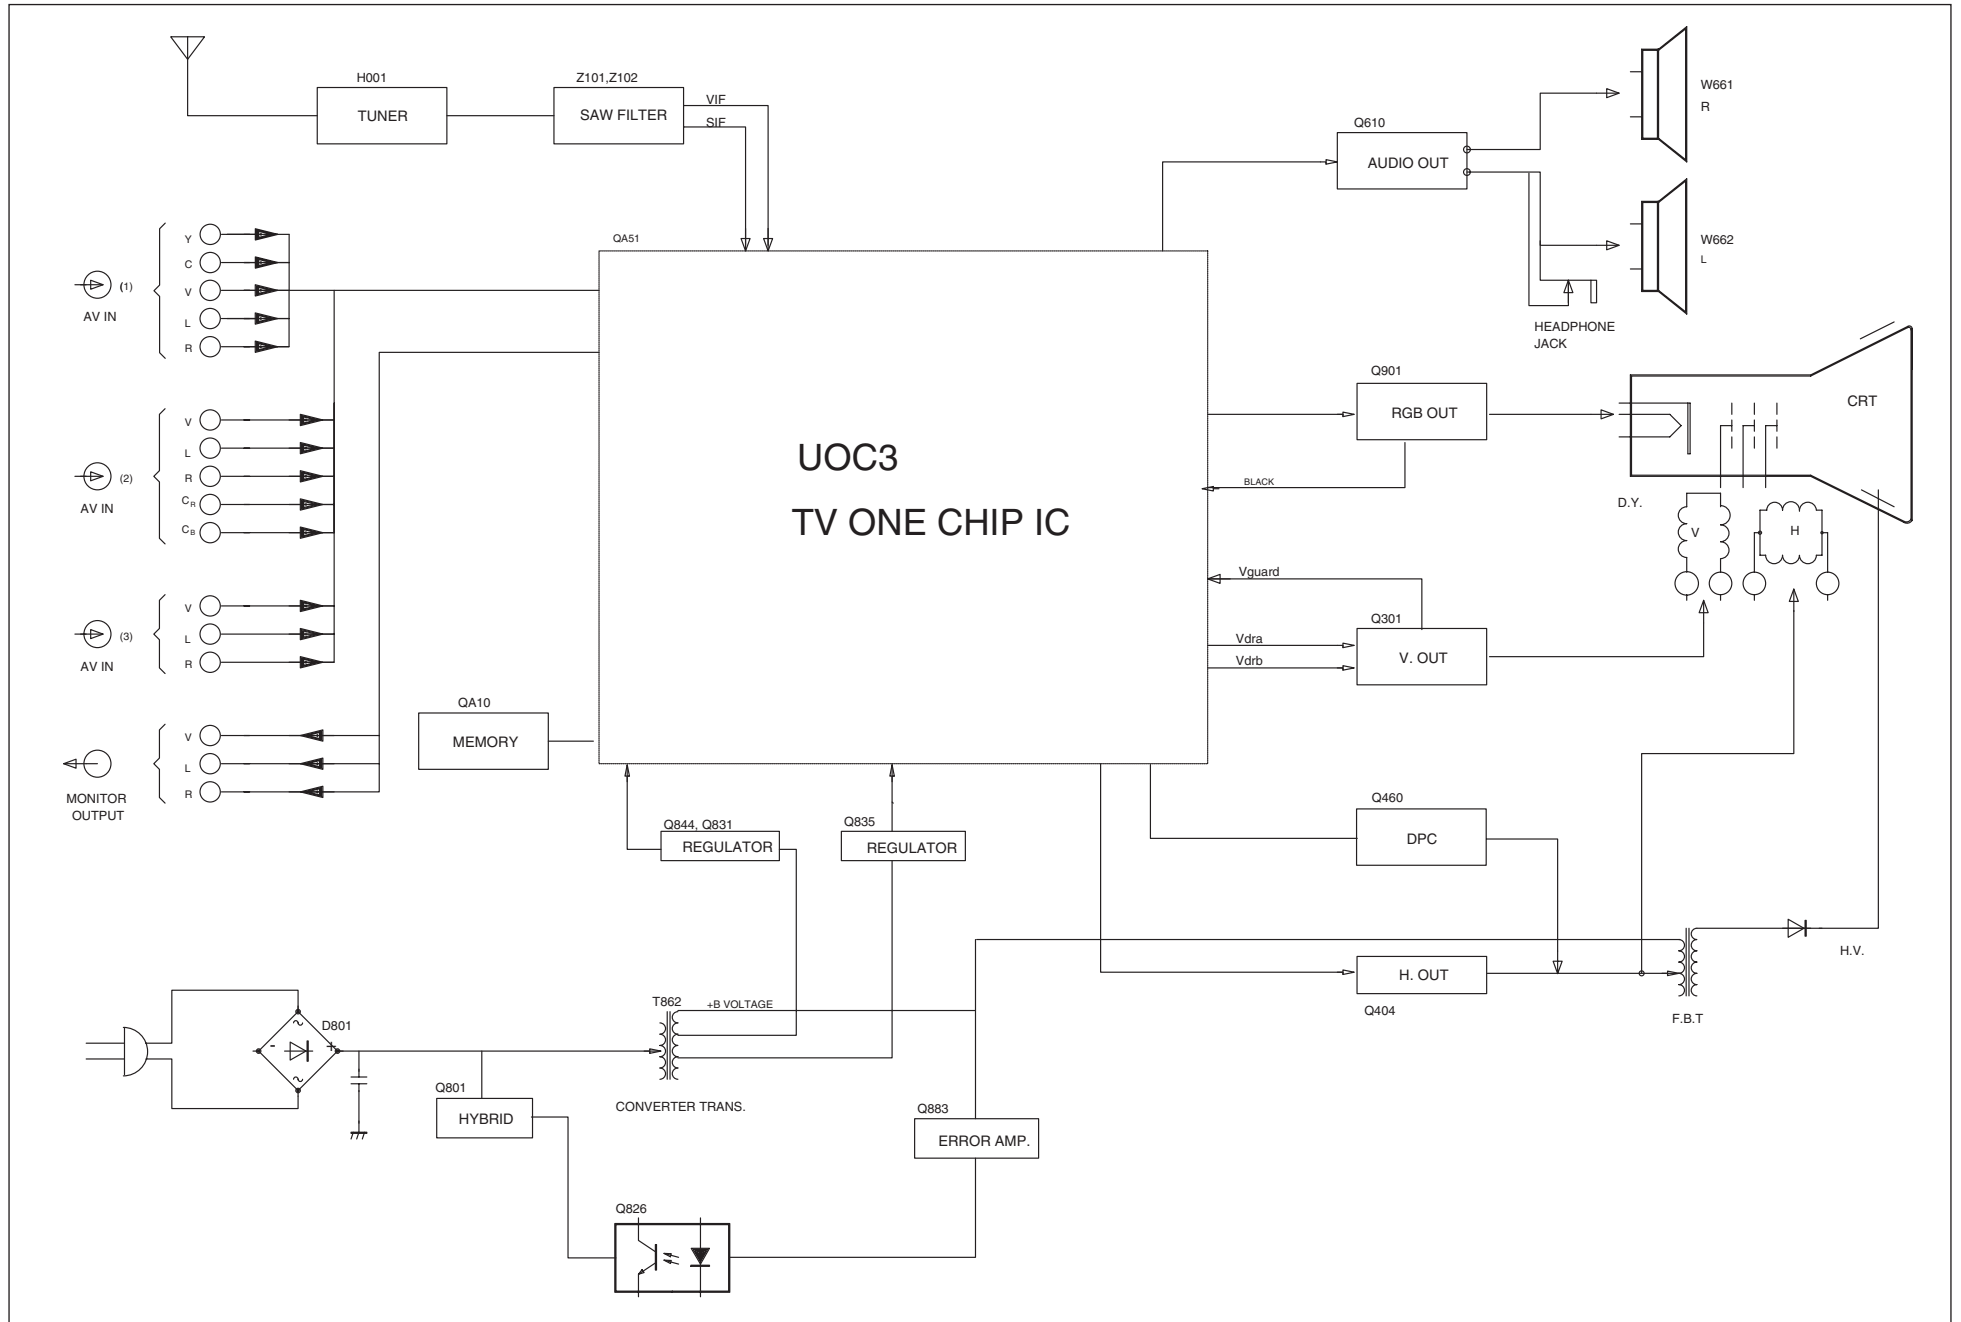 H001
TUNER
Z101,Z102
SAW FILTER
VIF
SIF
Q610
AUDIO OUT
W661
R
W662
L
HEADPHONE
JACK
QA51
UOC3
TV ONE CHIP IC
Y
C
V
L
R
(1)
AV IN
V
L
R
CR
CB
(2)
AV IN
V
L
R
(3)
AV IN
V
L
R
MONITOR
OUTPUT
QA10
MEMORY
Q901
RGB OUT
BLACK
CRT
D.Y.
V
H
Vguard
Q301
V. OUT
Vdra
Vdrb
Q844, Q831
REGULATOR
Q835
REGULATOR
Q460
DPC
H. OUT
Q404
H.V.
F.B.T
D801
~
-
+
~
T862
+B VOLTAGE
CONVERTER TRANS.
Q801
HYBRID
Q883
ERROR AMP.
Q826